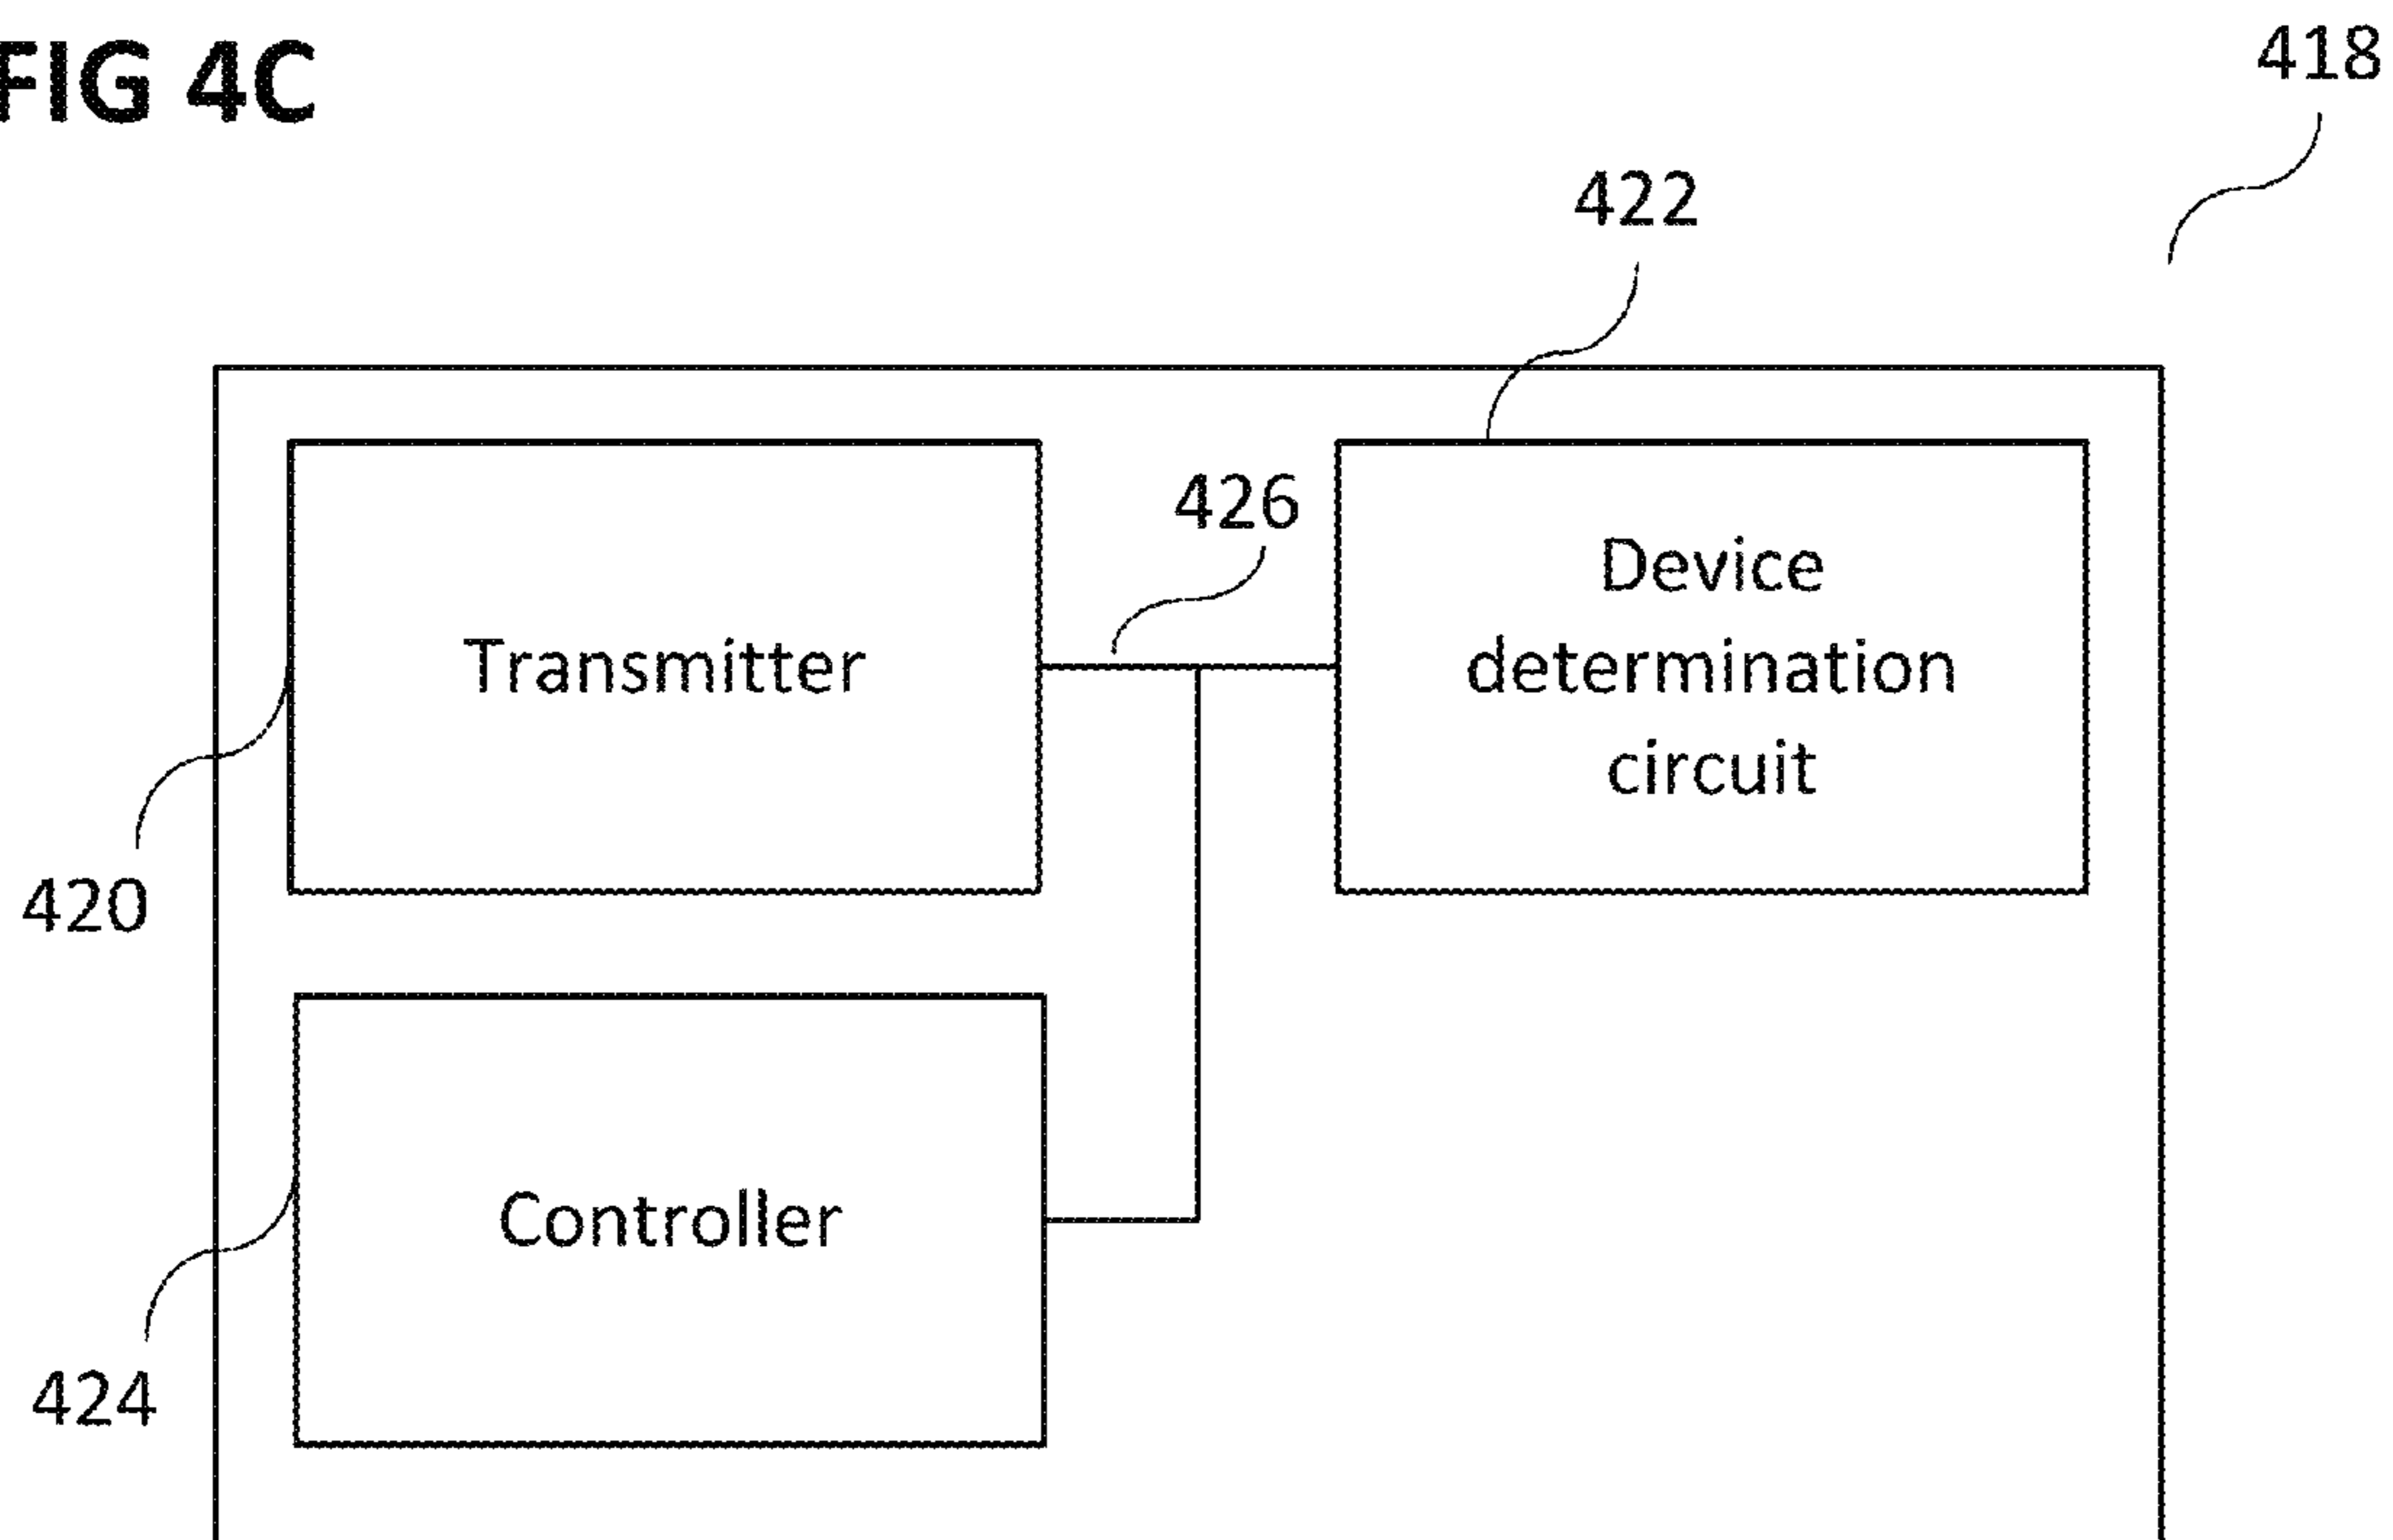 FIG 4C
418
422
426
Device
determination
circuit
Transmitter
420
Controller
424